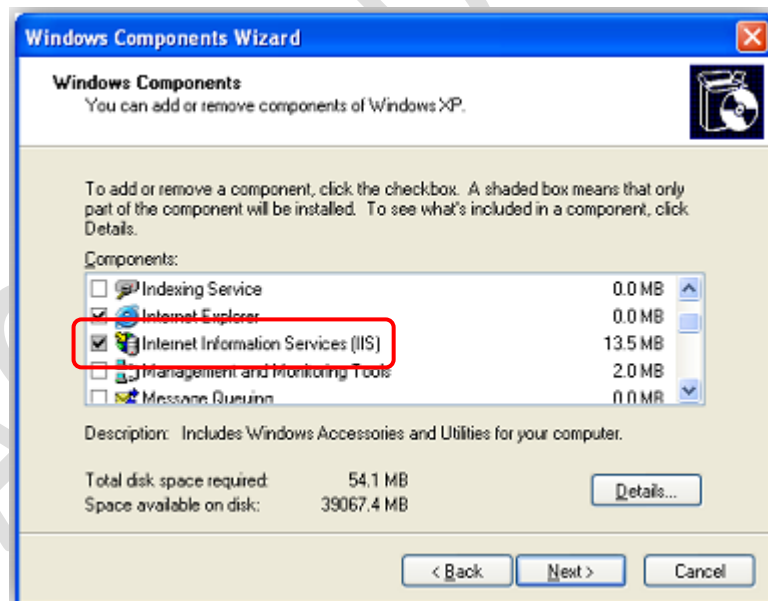 Windows Components Wizard
Windows Components
You can add or remove components of Windows XP.
To add or remove a component, click the checkbox. A shaded box means that only
part of the component will be installed. To see what's included in a component, click
Details.
Components:
Indexing Service 0.0 MB
Internet Explorer 0.0 MB
Internet Information Services (IIS) 13.5 MB
Management and Monitoring Tools 2.0 MB
Message Queuing 0.0 MB
Description: Includes Windows Accessories and Utilities for your computer.
Total disk space required: 54.1 MB
Space available on disk: 39067.4 MB
Details...
< Back Next > Cancel